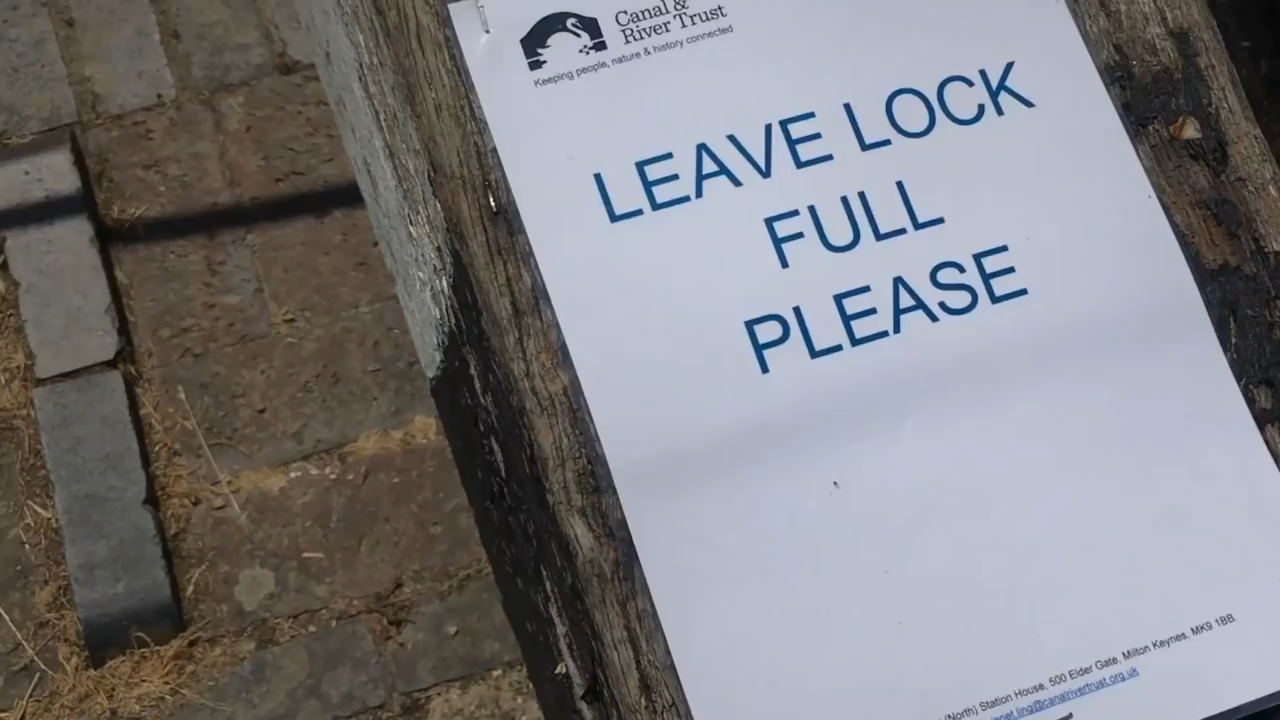 Canal &
River Trust
Keeping people, nature & history connected
LEAVE LOCK
FULL
PLEASE
(North) Station House, 500 Elder Gate, Milton Keynes. MK9 1BB.
janet.ling@canalrivertrust.org.uk